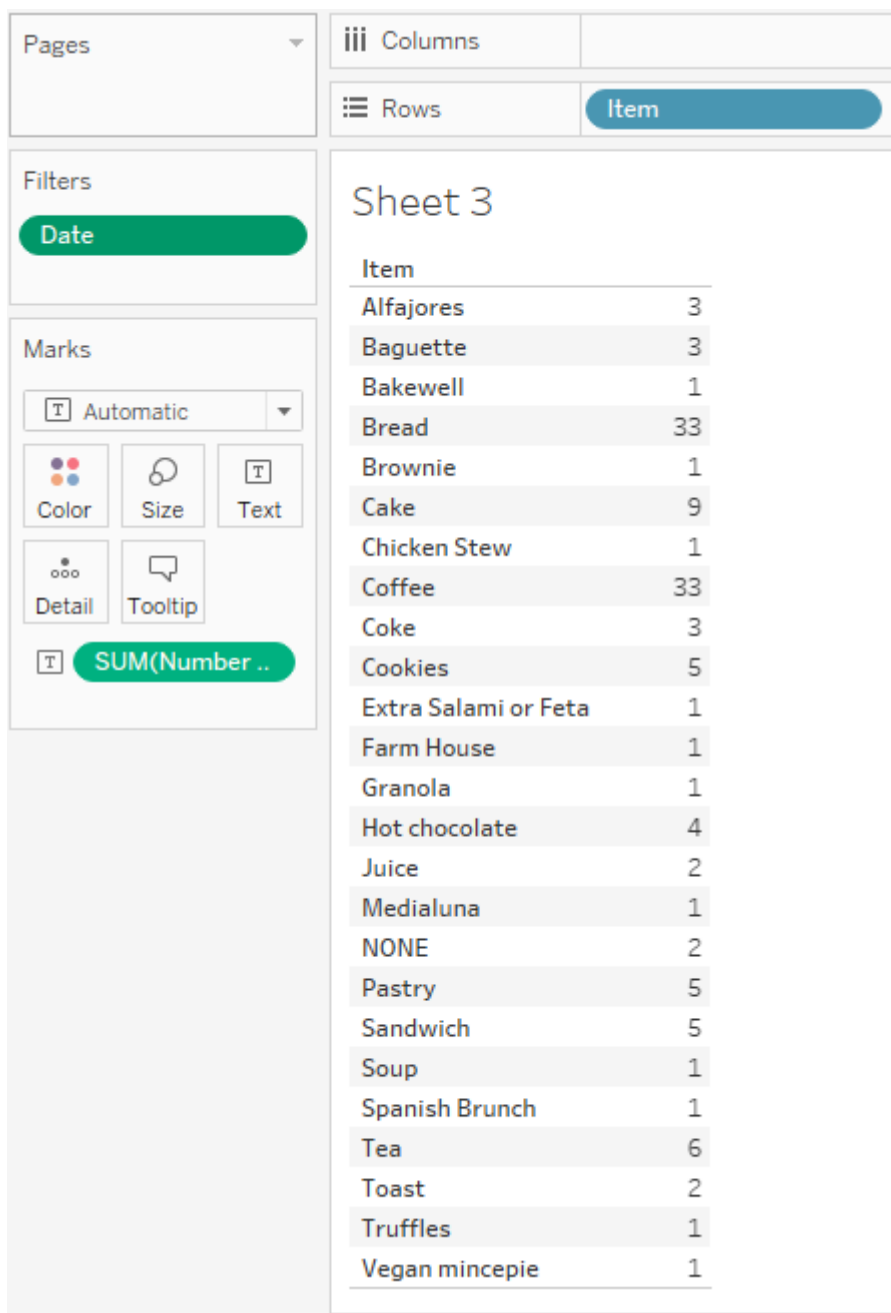 Pages
Columns
Rows
Item
Filters
Date
Marks
T Automatic
Color
Size
T
Text
Detail
Tooltip
T SUM(Number ..
Sheet 3
Item
Alfajores 3
Baguette 3
Bakewell 1
Bread 33
Brownie 1
Cake 9
Chicken Stew 1
Coffee 33
Coke 3
Cookies 5
Extra Salami or Feta 1
Farm House 1
Granola 1
Hot chocolate 4
Juice 2
Medialuna 1
NONE 2
Pastry 5
Sandwich 5
Soup 1
Spanish Brunch 1
Tea 6
Toast 2
Truffles 1
Vegan mincepie 1